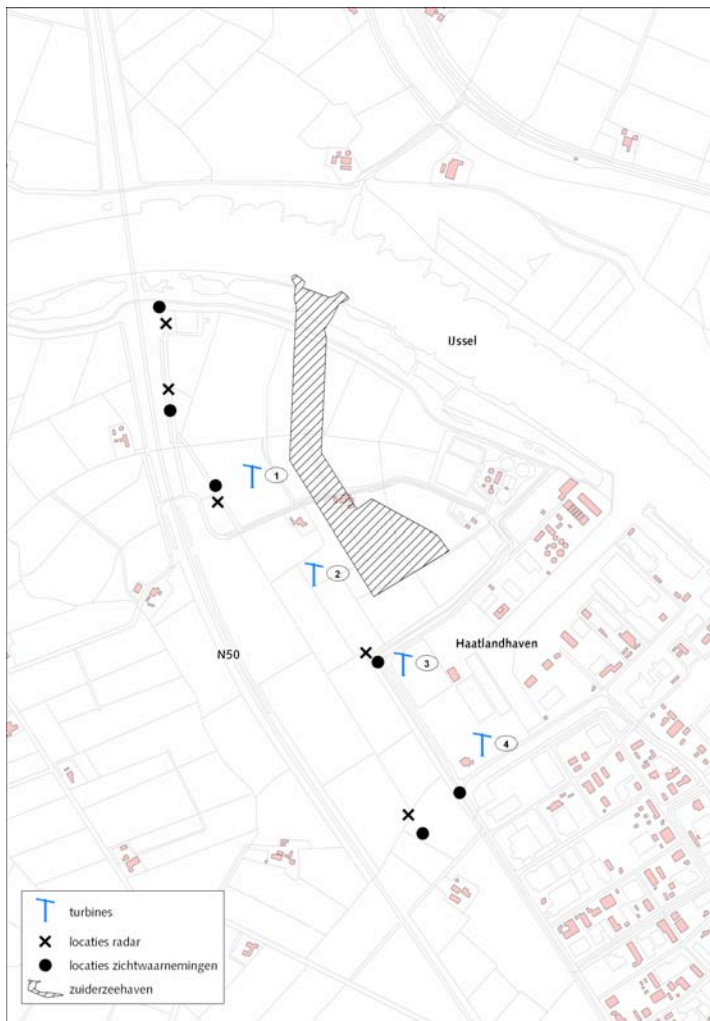 IJssel
1
2
Haatlandhaven
N50
3
4
turbines
locaties radar
locaties zichtwaarnemingen
zuiderzeehaven